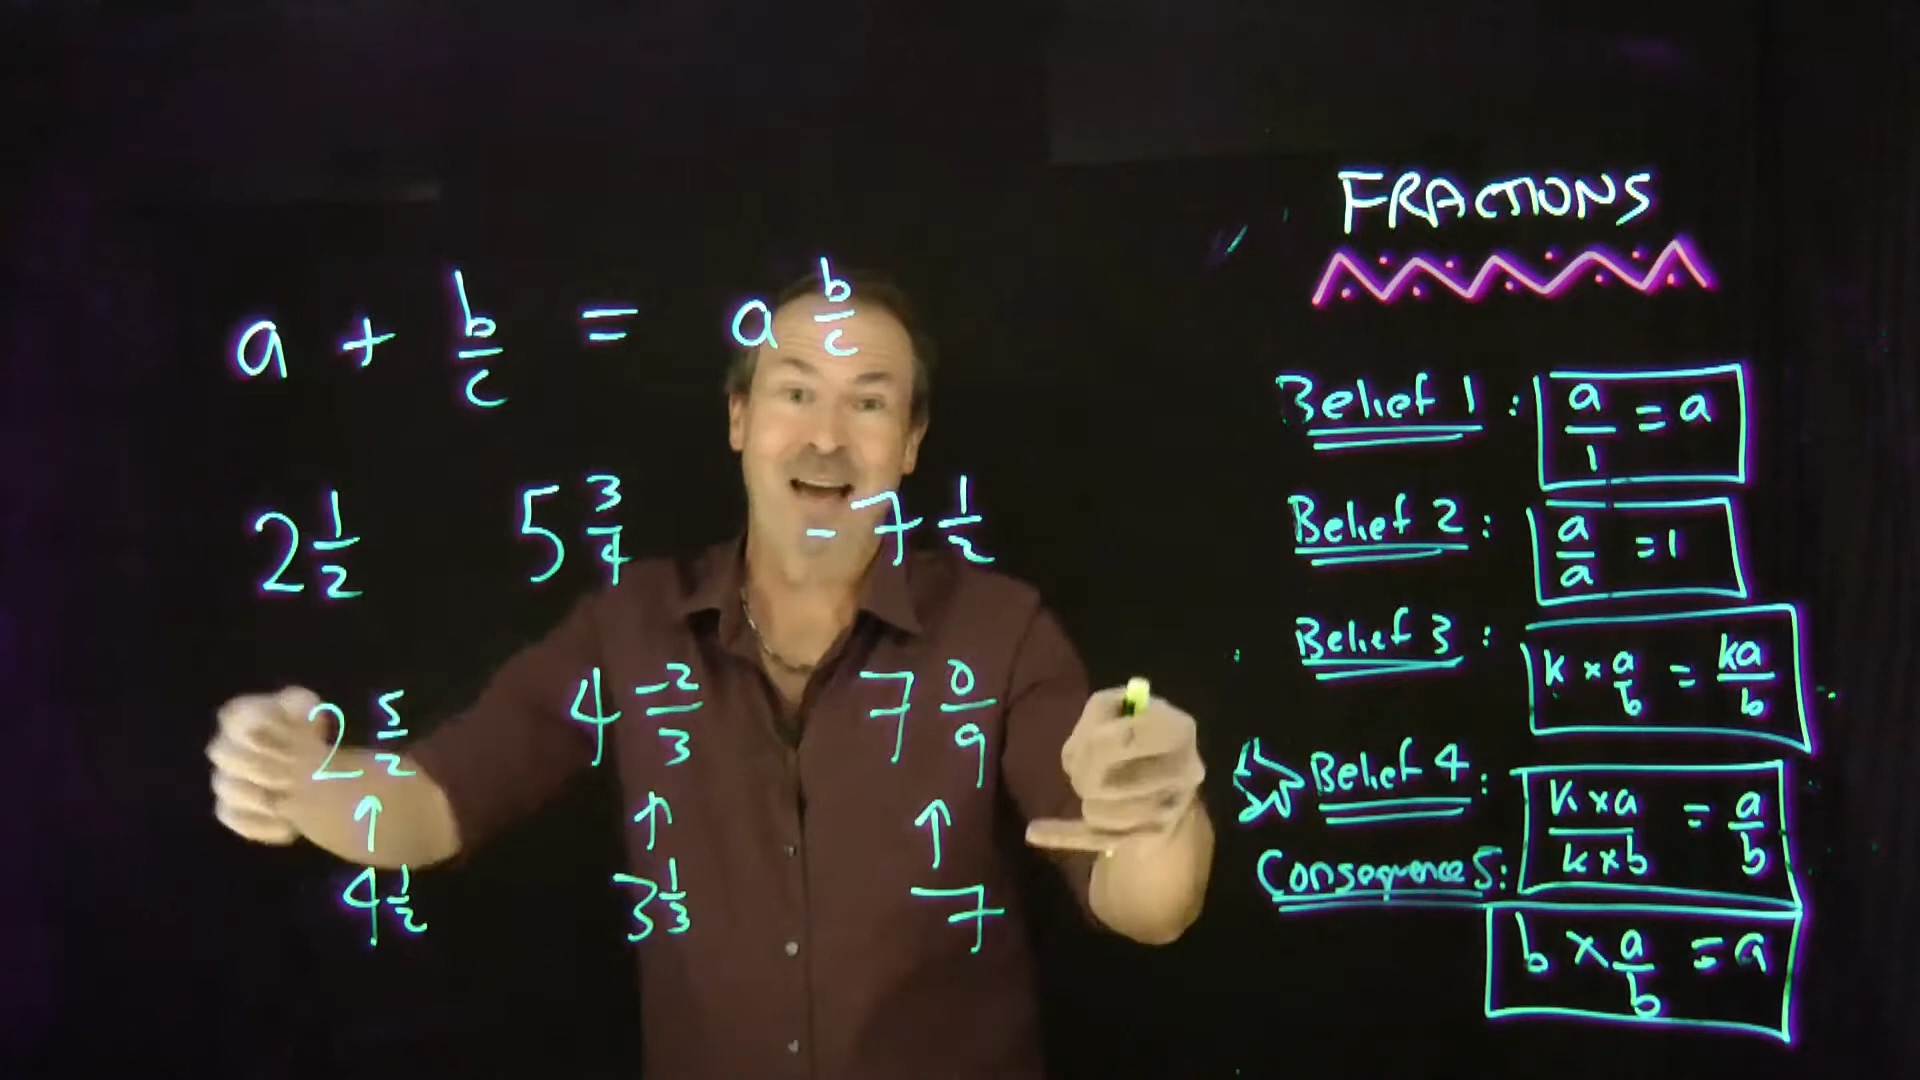 a + b/c = a b/c
2 1/2 5 3/4 - 7 1/2
2 5/2 4 -2/3 7 0/9
↑ ↑ ↑
4 1/2 3 1/3 7
FRACTIONS
Belief 1 : a/1 = a
Belief 2 : a/a = 1
Belief 3 : k × a/b = ka/b
Belief 4 : k × a/k × b = a/b
Consequence 5 : b × a/b = a